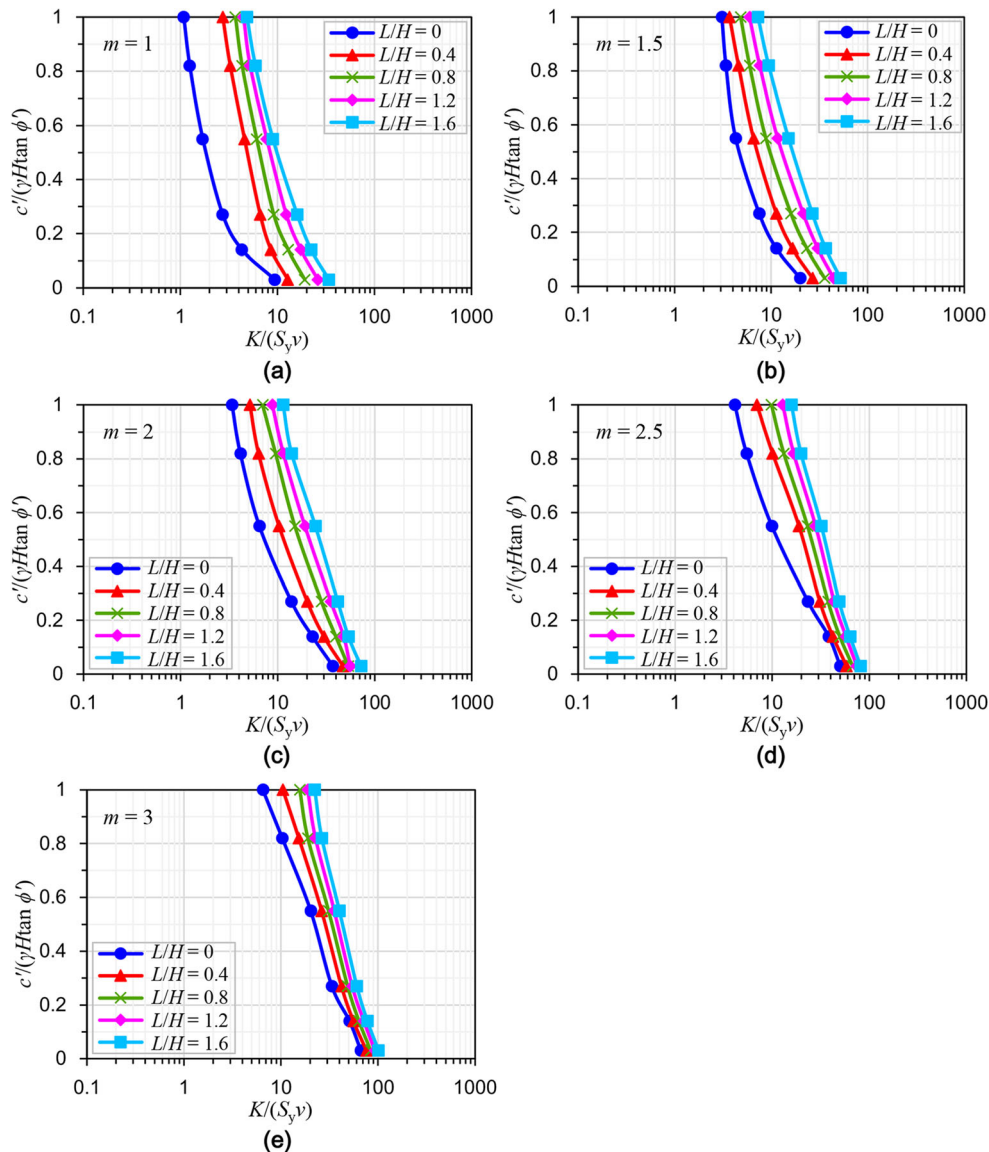 m = 1
L/H = 0
L/H = 0.4
L/H = 0.8
L/H = 1.2
L/H = 1.6
1
0.8
0.6
0.4
0.2
0
c′/(γHtan ϕ′)
0.1 1 10 100 1000
K/(Syv)
(a)
m = 1.5
L/H = 0
L/H = 0.4
L/H = 0.8
L/H = 1.2
L/H = 1.6
1
0.8
0.6
0.4
0.2
0
c′/(γHtan ϕ′)
0.1 1 10 100 1000
K/(Syv)
(b)
m = 2
L/H = 0
L/H = 0.4
L/H = 0.8
L/H = 1.2
L/H = 1.6
1
0.8
0.6
0.4
0.2
0
c′/(γHtan ϕ′)
0.1 1 10 100 1000
K/(Syv)
(c)
m = 2.5
L/H = 0
L/H = 0.4
L/H = 0.8
L/H = 1.2
L/H = 1.6
1
0.8
0.6
0.4
0.2
0
c′/(γHtan ϕ′)
0.1 1 10 100 1000
K/(Syv)
(d)
m = 3
L/H = 0
L/H = 0.4
L/H = 0.8
L/H = 1.2
L/H = 1.6
1
0.8
0.6
0.4
0.2
0
c′/(γHtan ϕ′)
0.1 1 10 100 1000
K/(Syv)
(e)